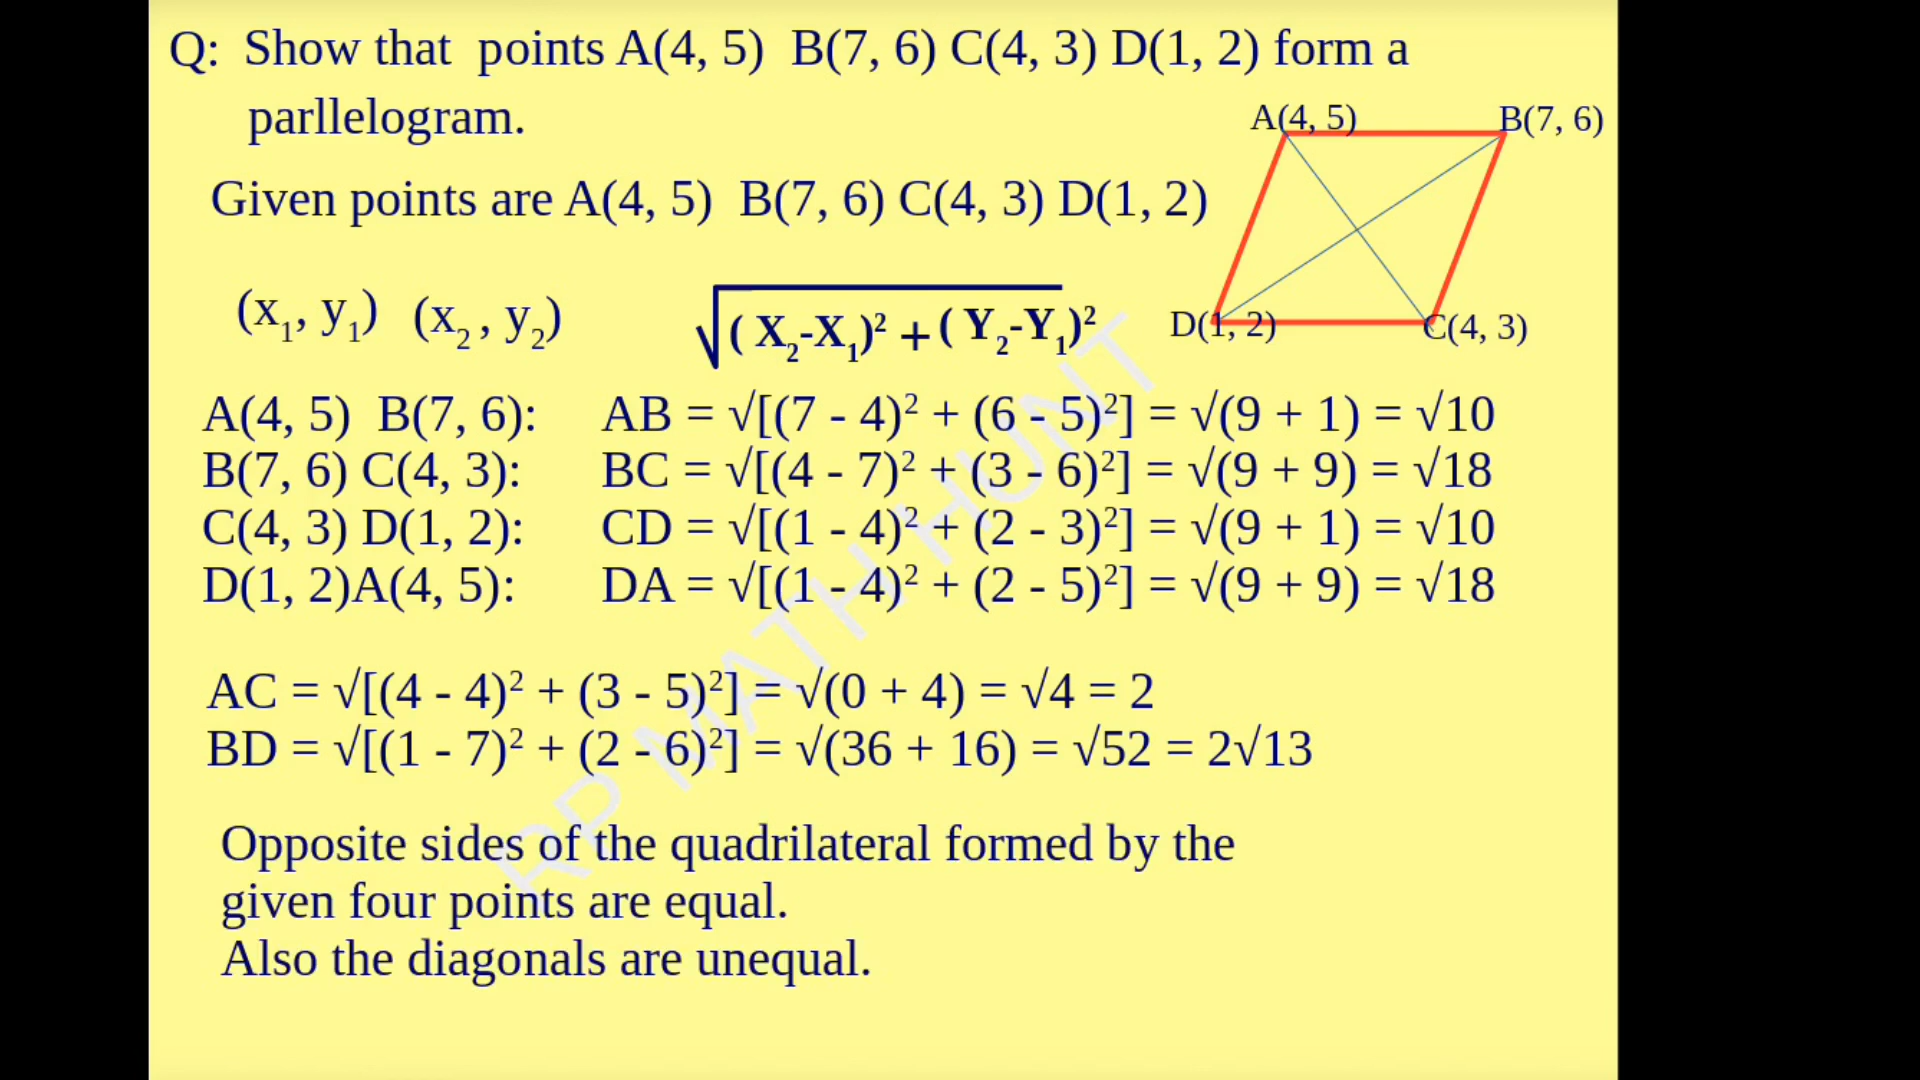 Q: Show that points A(4, 5) B(7, 6) C(4, 3) D(1, 2) form a
parllelogram.
A(4, 5)
B(7, 6)
Given points are A(4, 5) B(7, 6) C(4, 3) D(1, 2)
D(1, 2)
C(4, 3)
(x₁, y₁) (x₂ , y₂)
√( X₂-X₁)² + ( Y₂-Y₁)²
A(4, 5) B(7, 6): AB = √[(7 - 4)² + (6 - 5)²] = √(9 + 1) = √10
B(7, 6) C(4, 3): BC = √[(4 - 7)² + (3 - 6)²] = √(9 + 9) = √18
C(4, 3) D(1, 2): CD = √[(1 - 4)² + (2 - 3)²] = √(9 + 1) = √10
D(1, 2)A(4, 5): DA = √[(1 - 4)² + (2 - 5)²] = √(9 + 9) = √18
AC = √[(4 - 4)² + (3 - 5)²] = √(0 + 4) = √4 = 2
BD = √[(1 - 7)² + (2 - 6)²] = √(36 + 16) = √52 = 2√13
Opposite sides of the quadrilateral formed by the
given four points are equal.
Also the diagonals are unequal.
RP MATH HUNT